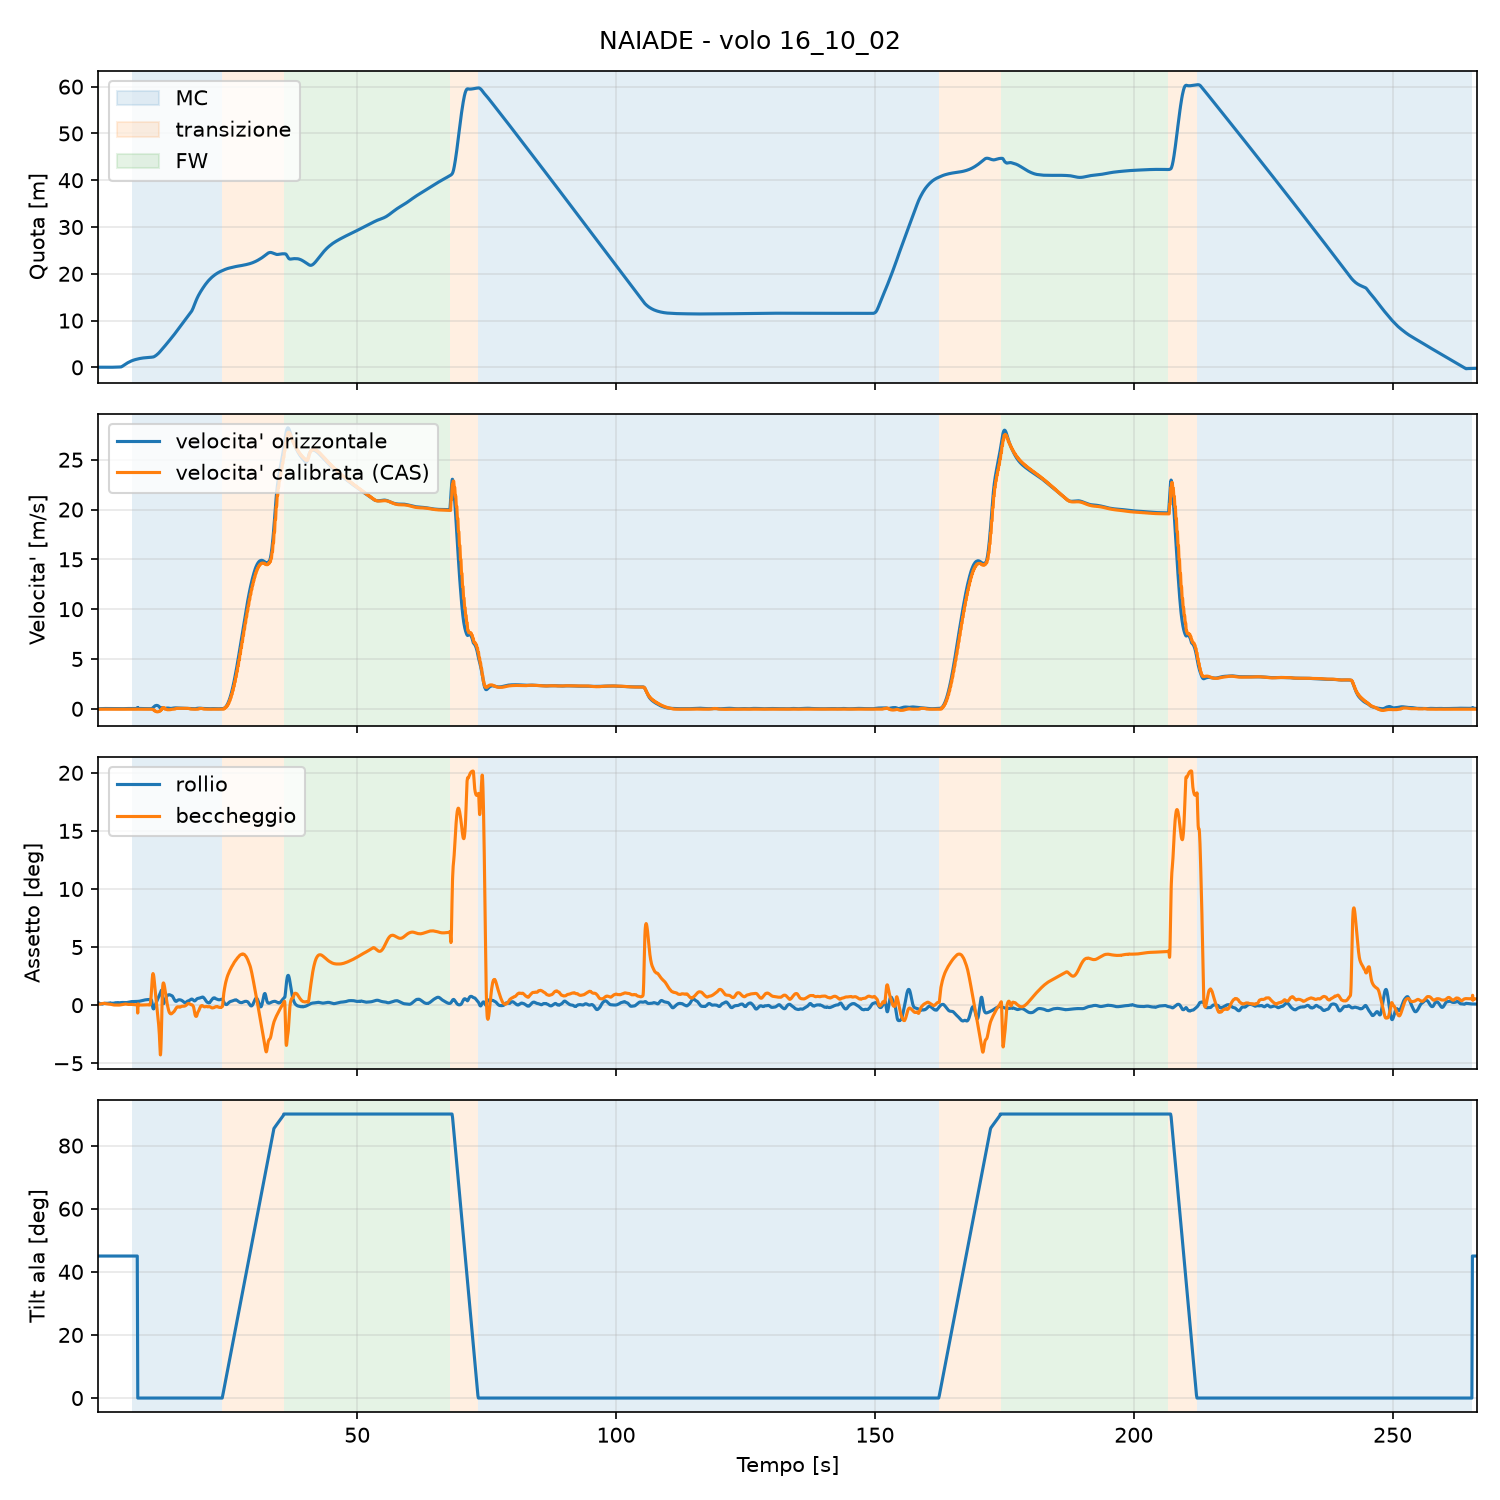 NAIADE - volo 16_10_02
MC
transizione
FW
Quota [m]
60
50
40
30
20
10
0
velocita' orizzontale
velocita' calibrata (CAS)
Velocita' [m/s]
25
20
15
10
5
0
rollio
beccheggio
Assetto [deg]
20
15
10
5
0
−5
Tilt ala [deg]
80
60
40
20
0
50
100
150
200
250
Tempo [s]